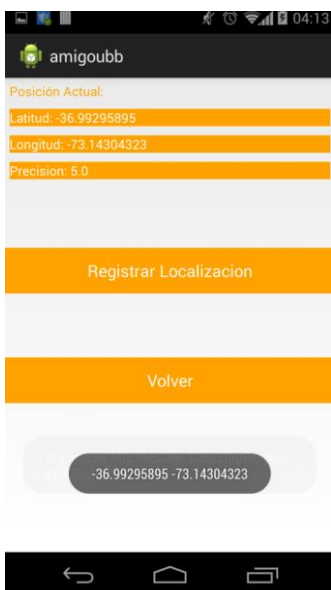 04:13
amigoubb
Posición Actual:
Latitud: -36.99295895
Longitud: -73.14304323
Precision: 5.0
Registrar Localizacion
Volver
-36.99295895 -73.14304323